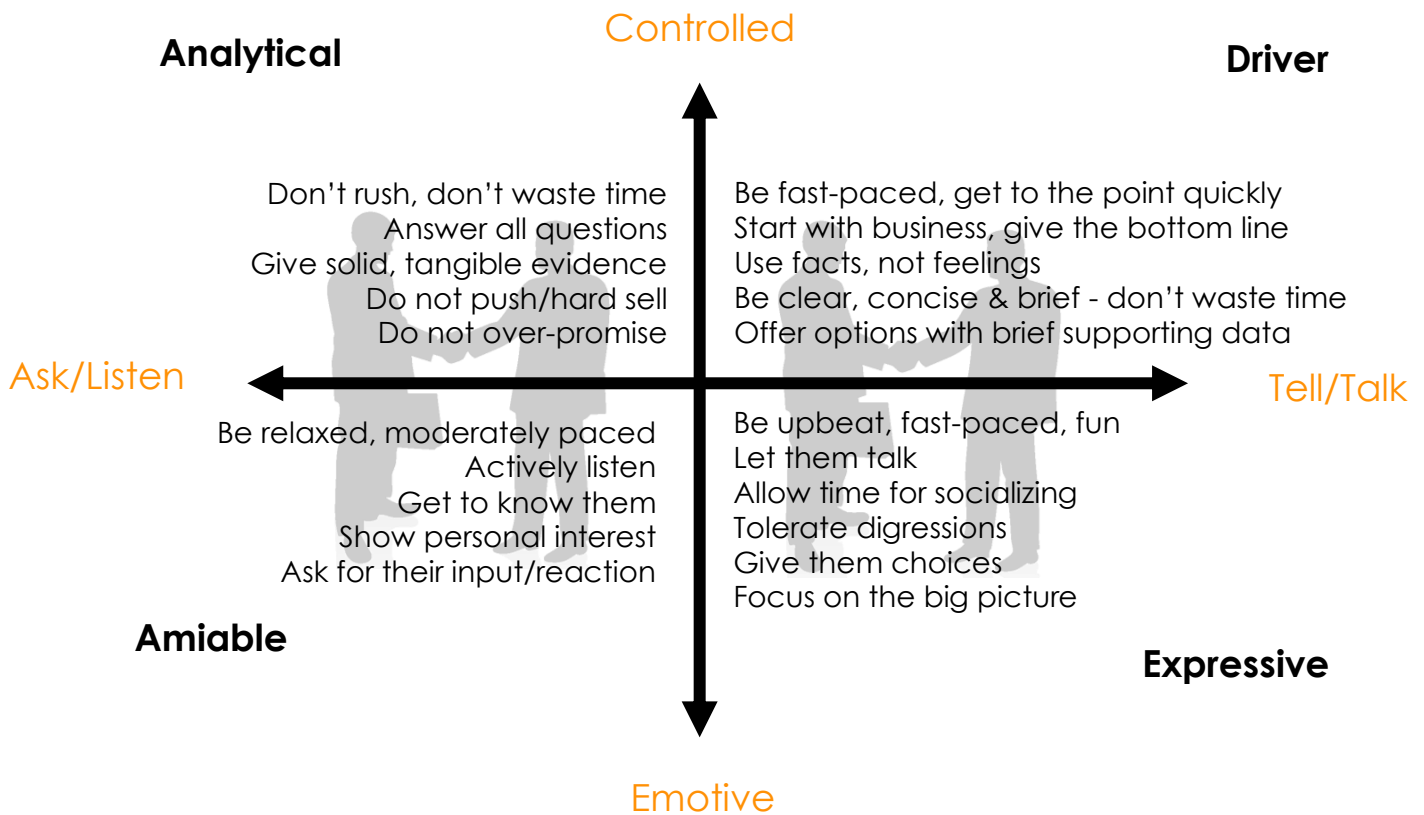 Controlled
Analytical
Driver
Don't rush, don't waste time
Answer all questions
Give solid, tangible evidence
Do not push/hard sell
Do not over-promise
Be fast-paced, get to the point quickly
Start with business, give the bottom line
Use facts, not feelings
Be clear, concise & brief - don't waste time
Offer options with brief supporting data
Ask/Listen
Tell/Talk
Be relaxed, moderately paced
Actively listen
Get to know them
Show personal interest
Ask for their input/reaction
Be upbeat, fast-paced, fun
Let them talk
Allow time for socializing
Tolerate digressions
Give them choices
Focus on the big picture
Amiable
Expressive
Emotive